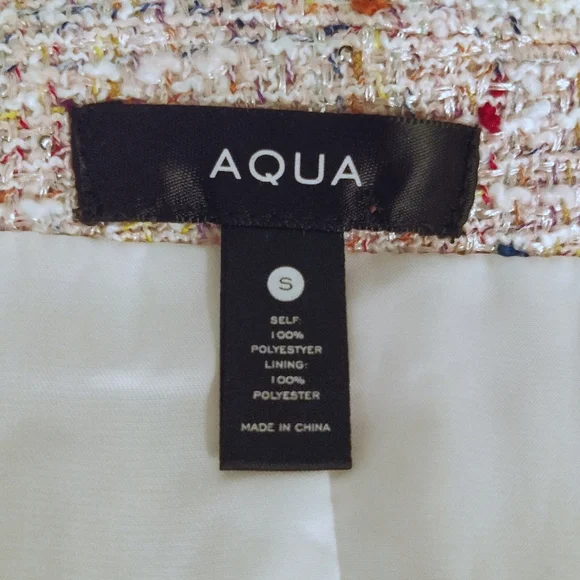 AQUA
S
SELF:
100%
POLYESTYER
LINING:
100%
POLYESTER
MADE IN CHINA